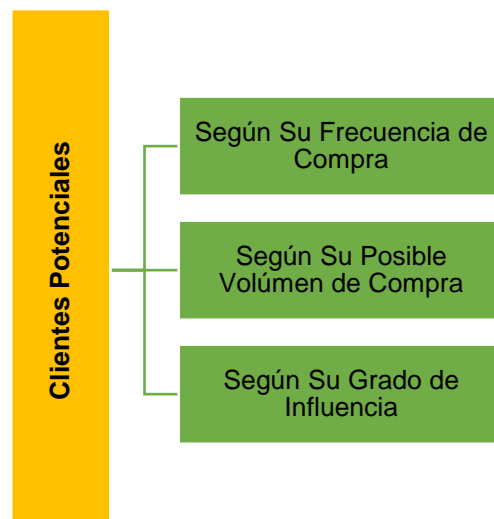 Clientes Potenciales
Según Su Frecuencia de
Compra
Según Su Posible
Volúmen de Compra
Según Su Grado de
Influencia